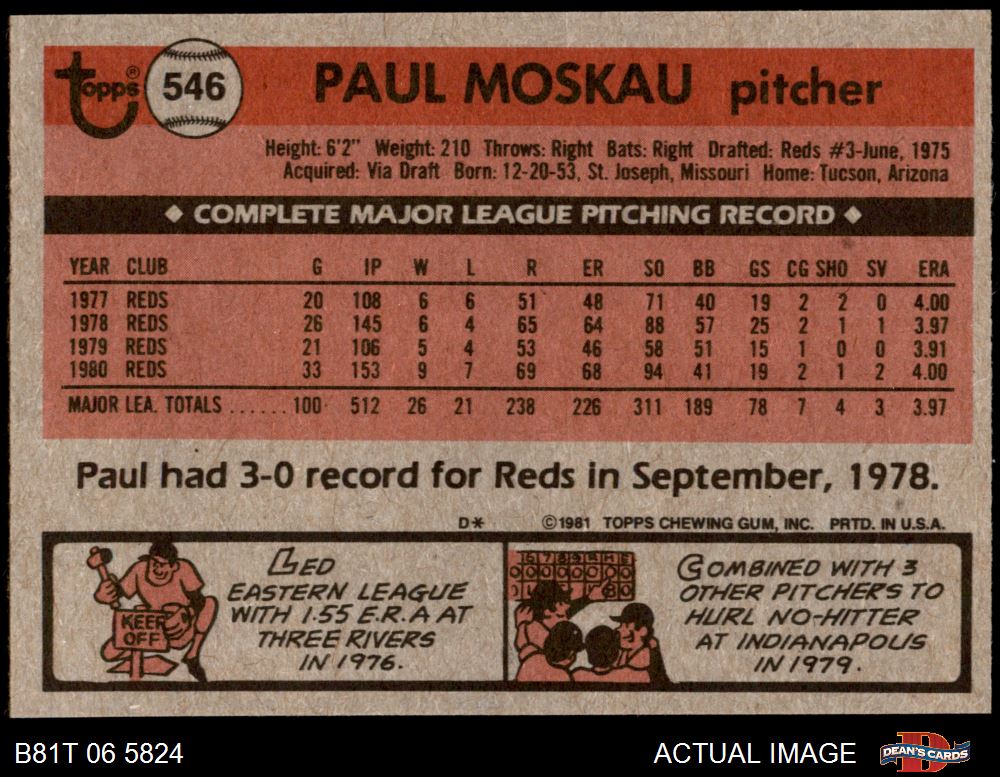 Topps® 546 PAUL MOSKAU pitcher
Height: 6'2" Weight: 210 Throws: Right Bats: Right Drafted: Reds #3-June, 1975
Acquired: Via Draft Born: 12-20-53, St. Joseph, Missouri Home: Tucson, Arizona
◆ COMPLETE MAJOR LEAGUE PITCHING RECORD ◆
YEAR CLUB G IP W L R ER SO BB GS CG SHO SV ERA
1977 REDS 20 108 6 6 51 48 71 40 19 2 2 0 4.00
1978 REDS 26 145 6 4 65 64 88 57 25 2 1 1 3.97
1979 REDS 21 106 5 4 53 46 58 51 15 1 0 0 3.91
1980 REDS 33 153 9 7 69 68 94 41 19 2 1 2 4.00
MAJOR LEA. TOTALS ...... 100 512 26 21 238 226 311 189 78 7 4 3 3.97
Paul had 3-0 record for Reds in September, 1978.
D* ©1981 TOPPS CHEWING GUM, INC. PRTD. IN U.S.A.
KEEP
OFF
LED
EASTERN LEAGUE
WITH 1.55 E.R.A AT
THREE RIVERS
IN 1976.
COMBINED WITH 3
OTHER PITCHERS TO
HURL NO-HITTER
AT INDIANAPOLIS
IN 1979.
B81T 06 5824 ACTUAL IMAGE DEAN'S CARDS